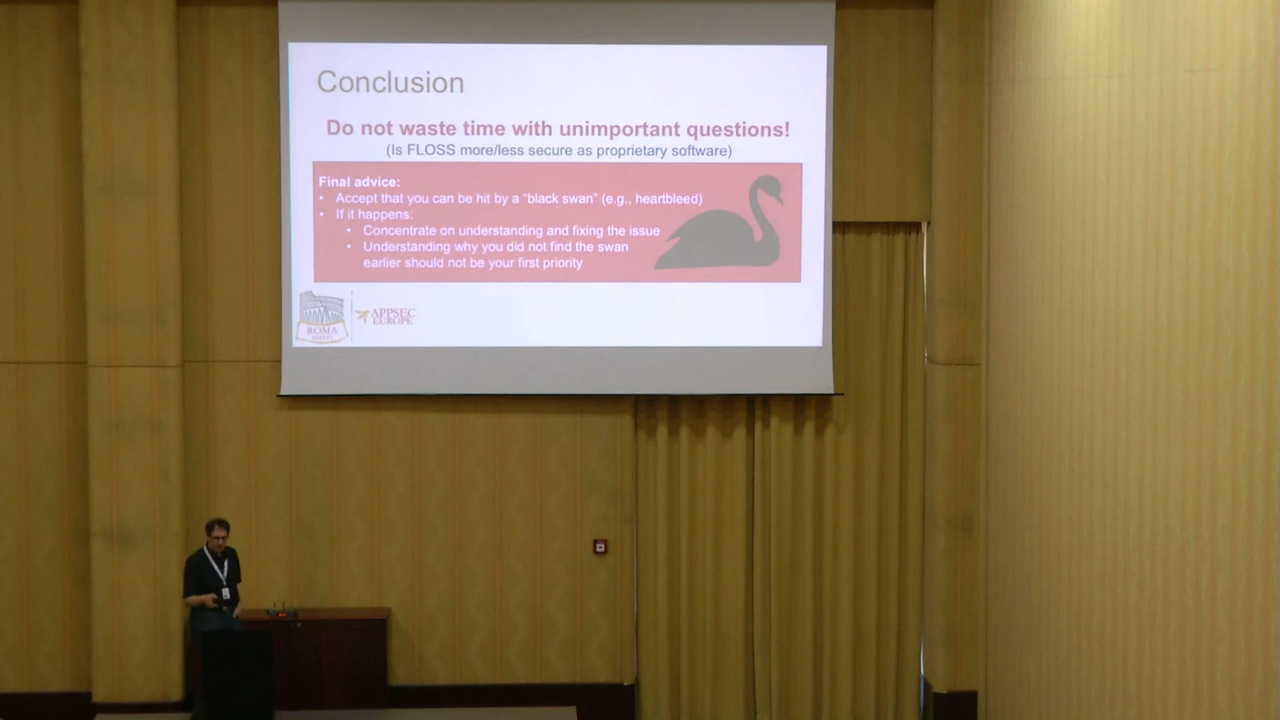 Conclusion
Do not waste time with unimportant questions!
(Is FLOSS more/less secure as proprietary software)
Final advice:
• Accept that you can be hit by a “black swan” (e.g., heartbleed)
• If it happens:
• Concentrate on understanding and fixing the issue
• Understanding why you did not find the swan
earlier should not be your first priority
ROMA
APPSEC
EUROPE